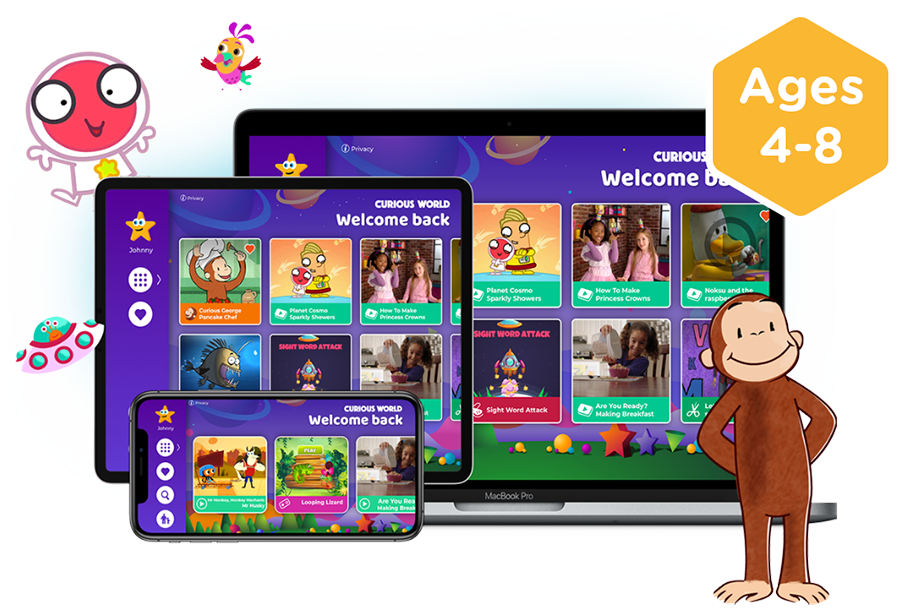 Ages
4-8
Privacy
CURIOUS
Welcome ba
Planet Cosmo
Sparkly Showers
How To Make
Princess Crowns
Noksu and the
raspbe
SIGHT WORD ATTACK
Sight Word Attack
Are You Ready?
Making Breakfast
MacBook Pro
Privacy
CURIOUS WORLD
Welcome back
Johnny
Curious George
Pancake Chef
Planet Cosmo
Sparkly Showers
How To Make
Princess Crowns
SIGHT WORD ATTACK
Privacy
CURIOUS WORLD
Welcome back
Johnny
Mr Monkey, Monkey Mechanic
Mr Husky
PLAY
Looping Lizard
Are You Rea
Making Break